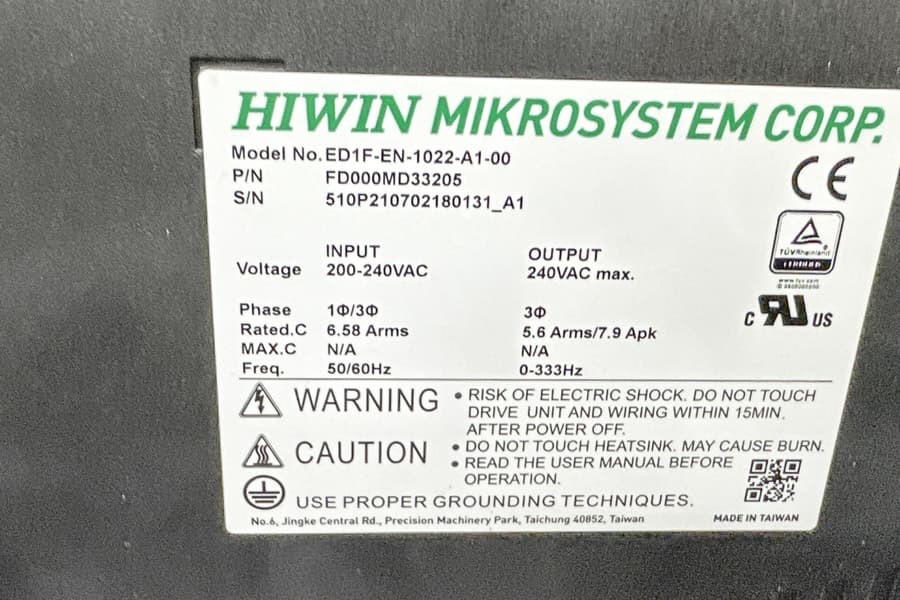 HIWIN MIKROSYSTEM CORP.
Model No. ED1F-EN-1022-A1-00
P/N FD000MD33205
S/N 510P210702180131_A1
CE
TÜVRheinland
INPUT OUTPUT
Voltage 200-240VAC 240VAC max.
Phase 1Φ/3Φ 3Φ
Rated.C 6.58 Arms 5.6 Arms/7.9 Apk
MAX.C N/A N/A
Freq. 50/60Hz 0-333Hz
C RU US
WARNING • RISK OF ELECTRIC SHOCK. DO NOT TOUCH
DRIVE UNIT AND WIRING WITHIN 15MIN.
AFTER POWER OFF.
CAUTION • DO NOT TOUCH HEATSINK. MAY CAUSE BURN.
• READ THE USER MANUAL BEFORE
OPERATION.
USE PROPER GROUNDING TECHNIQUES.
No.6, Jingke Central Rd., Precision Machinery Park, Taichung 40852, Taiwan MADE IN TAIWAN